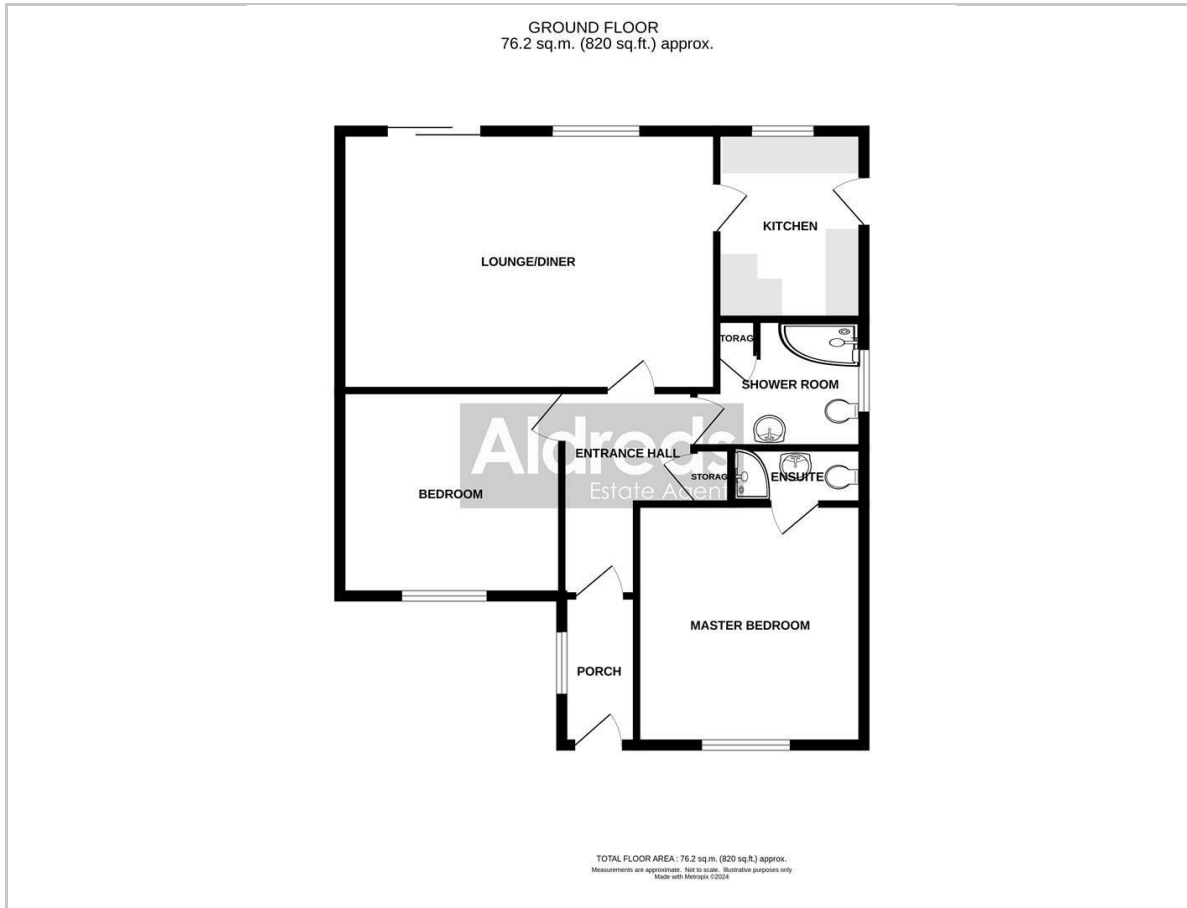 GROUND FLOOR
76.2 sq.m. (820 sq.ft.) approx.
KITCHEN
LOUNGE/DINER
TORAG
SHOWER ROOM
Aldreds
Estate Agent
ENTRANCE HALL
STORAG
ENSUITE
BEDROOM
MASTER BEDROOM
PORCH
TOTAL FLOOR AREA : 76.2 sq.m. (820 sq.ft.) approx.
Measurements are approximate. Not to scale. Illustrative purposes only
Made with Metropix ©2024